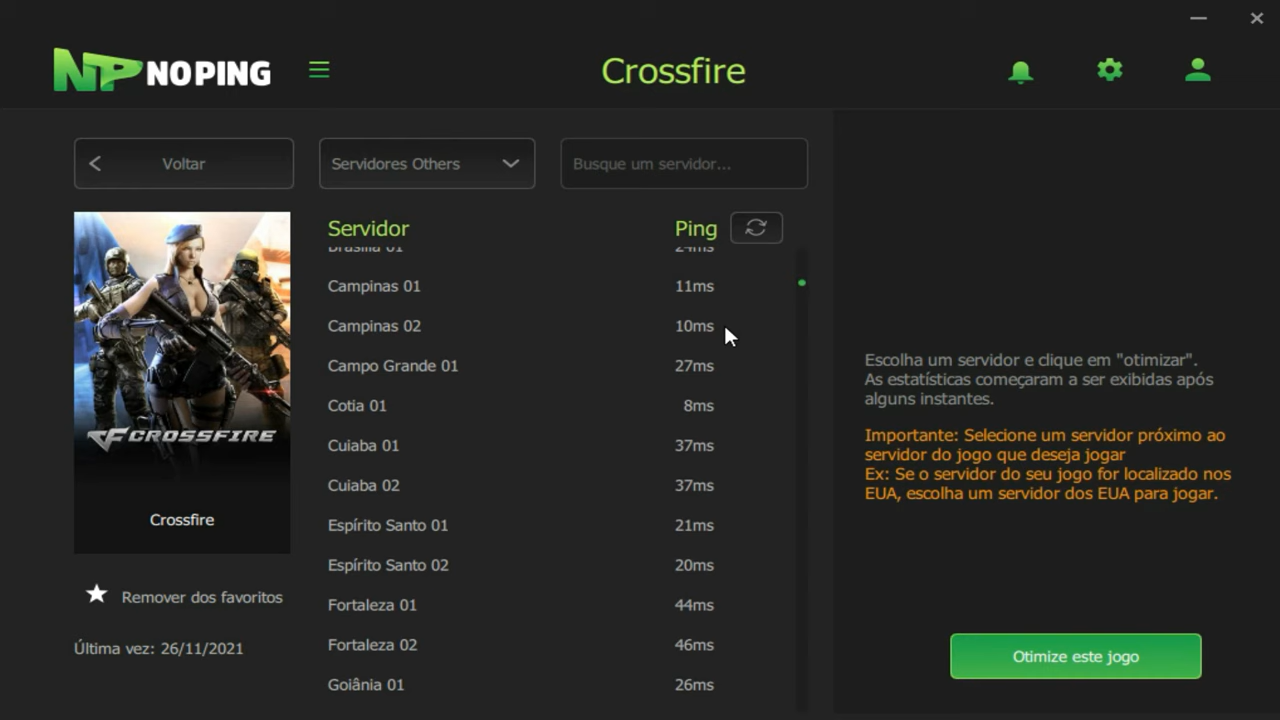 NP NOPING
Crossfire
Voltar
Servidores Others
Busque um servidor...
Servidor Ping
Brasilia 01 24ms
Campinas 01 11ms
Campinas 02 10ms
Campo Grande 01 27ms
Cotia 01 8ms
Cuiaba 01 37ms
Cuiaba 02 37ms
Espírito Santo 01 21ms
Espírito Santo 02 20ms
Fortaleza 01 44ms
Fortaleza 02 46ms
Goiânia 01 26ms
CF CROSSFIRE
Crossfire
Remover dos favoritos
Última vez: 26/11/2021
Escolha um servidor e clique em "otimizar".
As estatísticas começaram a ser exibidas após
alguns instantes.
Importante: Selecione um servidor próximo ao
servidor do jogo que deseja jogar
Ex: Se o servidor do seu jogo for localizado nos
EUA, escolha um servidor dos EUA para jogar.
Otimize este jogo